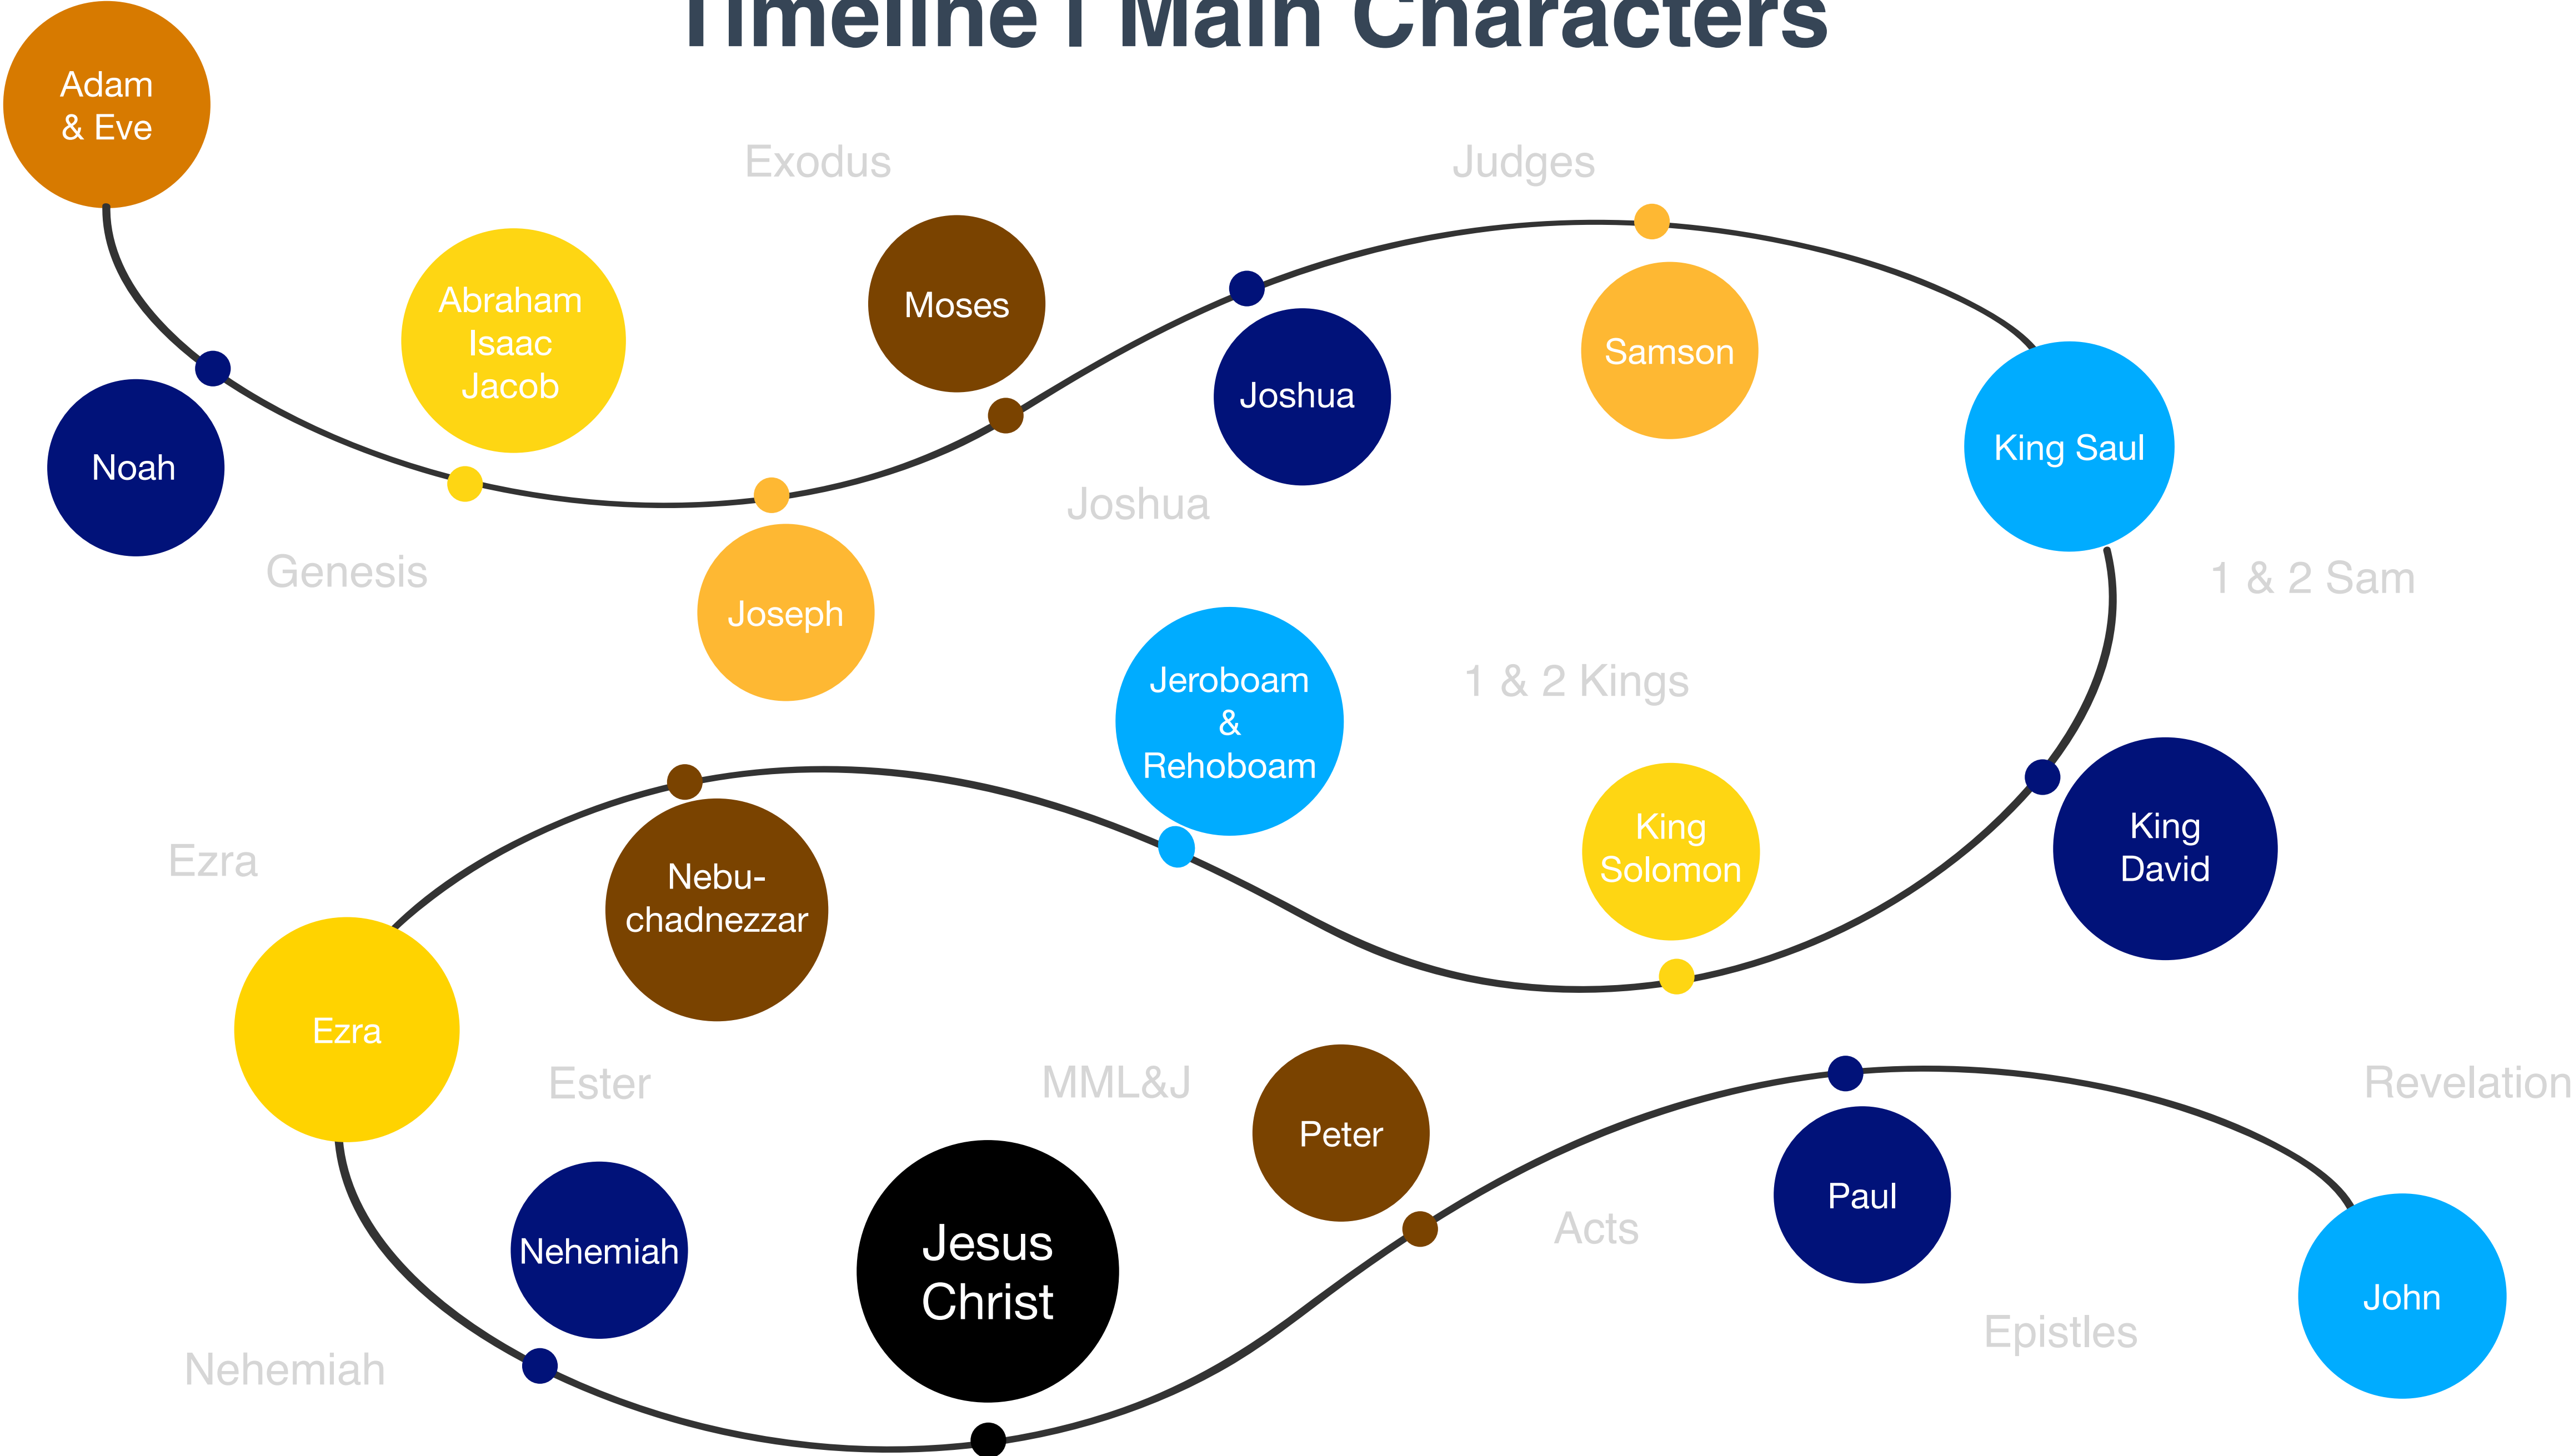 Timeline I Main Characters
Adam
& Eve
Exodus
Judges
Abraham
Isaac
Jacob
Moses
Joshua
Samson
Noah
King Saul
Joshua
Genesis
Joseph
1 & 2 Sam
Jeroboam
&
Rehoboam
1 & 2 Kings
King
Solomon
King
David
Ezra
Nebu-
chadnezzar
Ezra
Ester
MML&J
Peter
Revelation
Nehemiah
Jesus
Christ
Acts
Paul
John
Nehemiah
Epistles